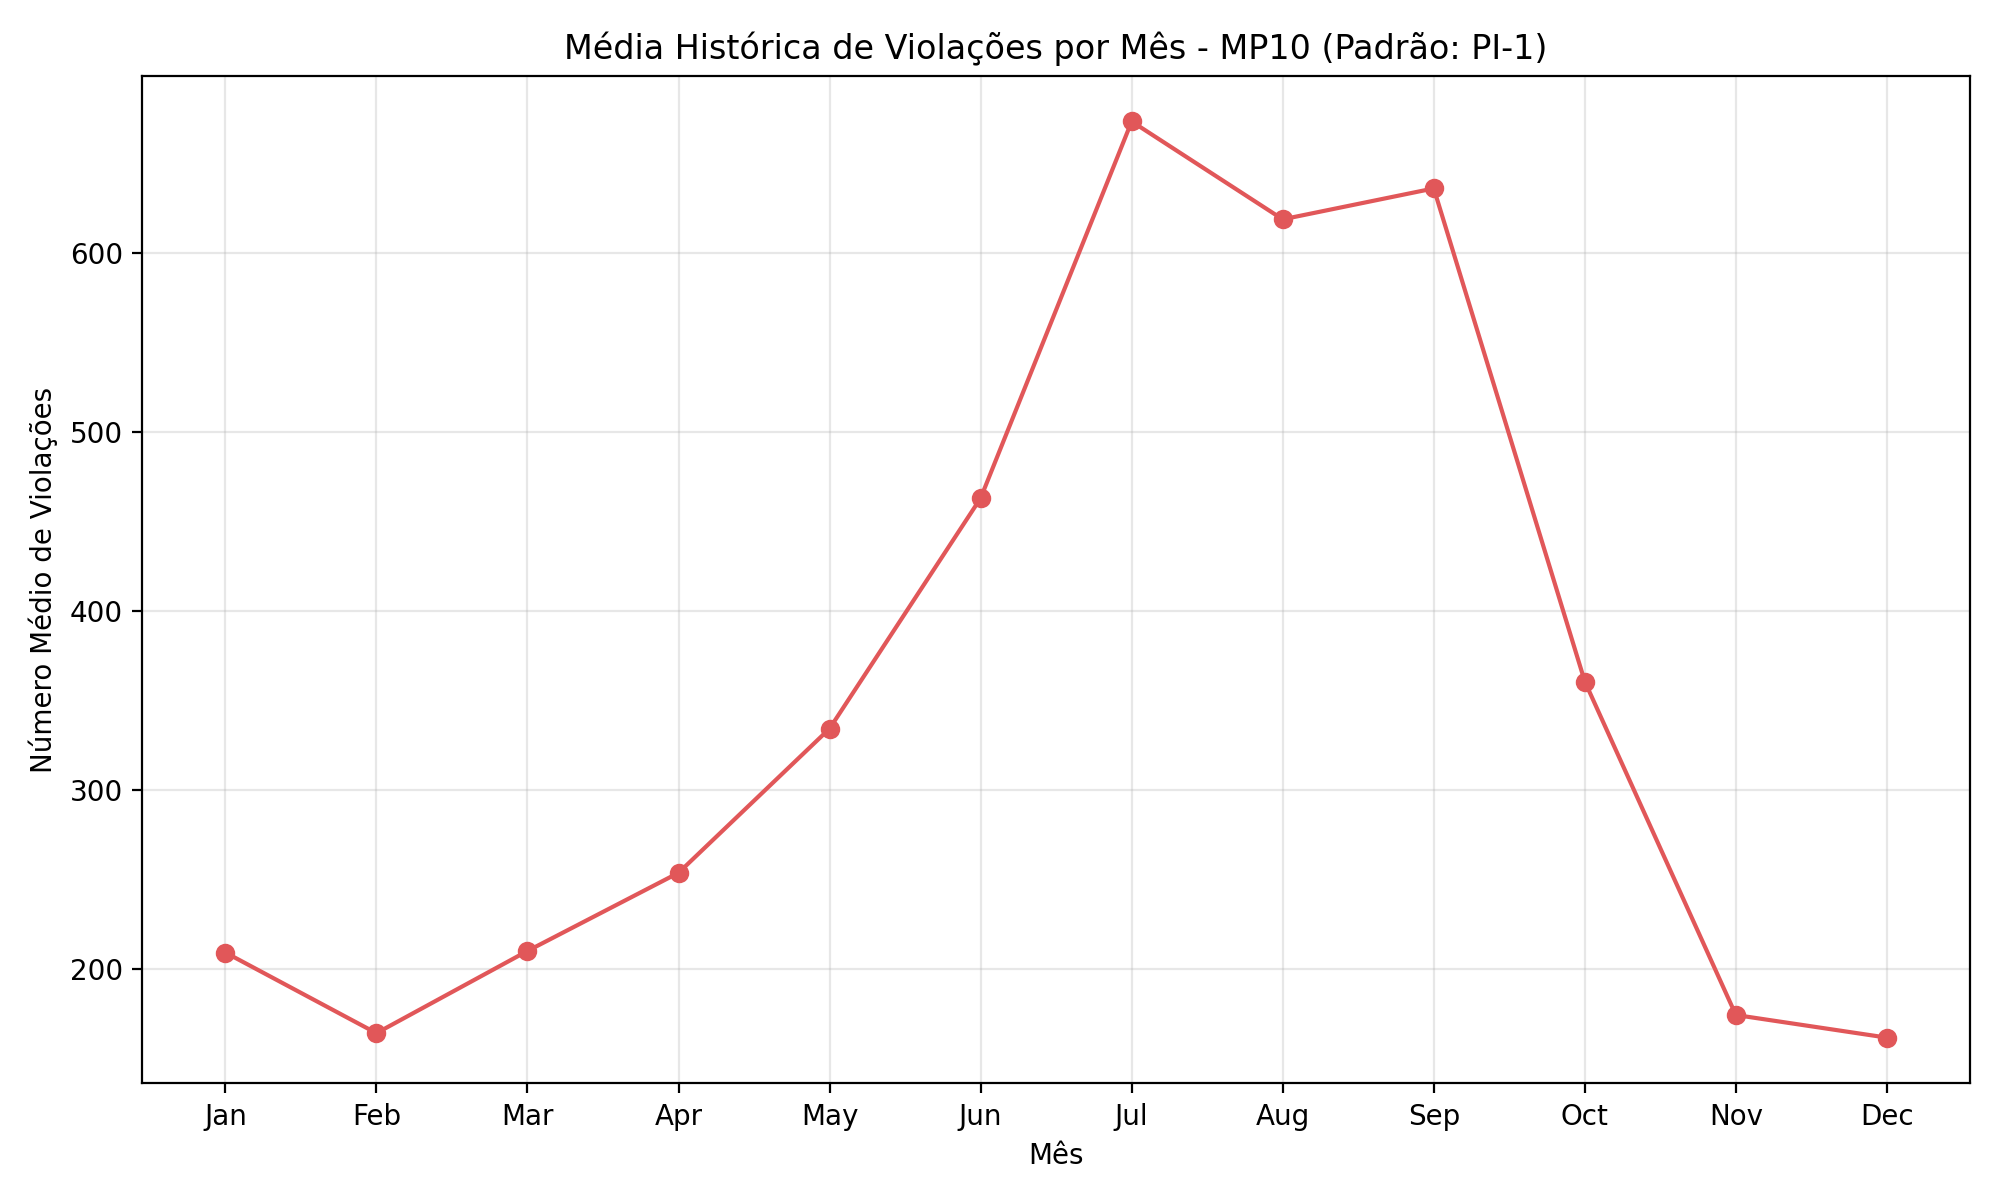 Média Histórica de Violações por Mês - MP10 (Padrão: PI-1)
Número Médio de Violações
600
500
400
300
200
Jan Feb Mar Apr May Jun Jul Aug Sep Oct Nov Dec
Mês